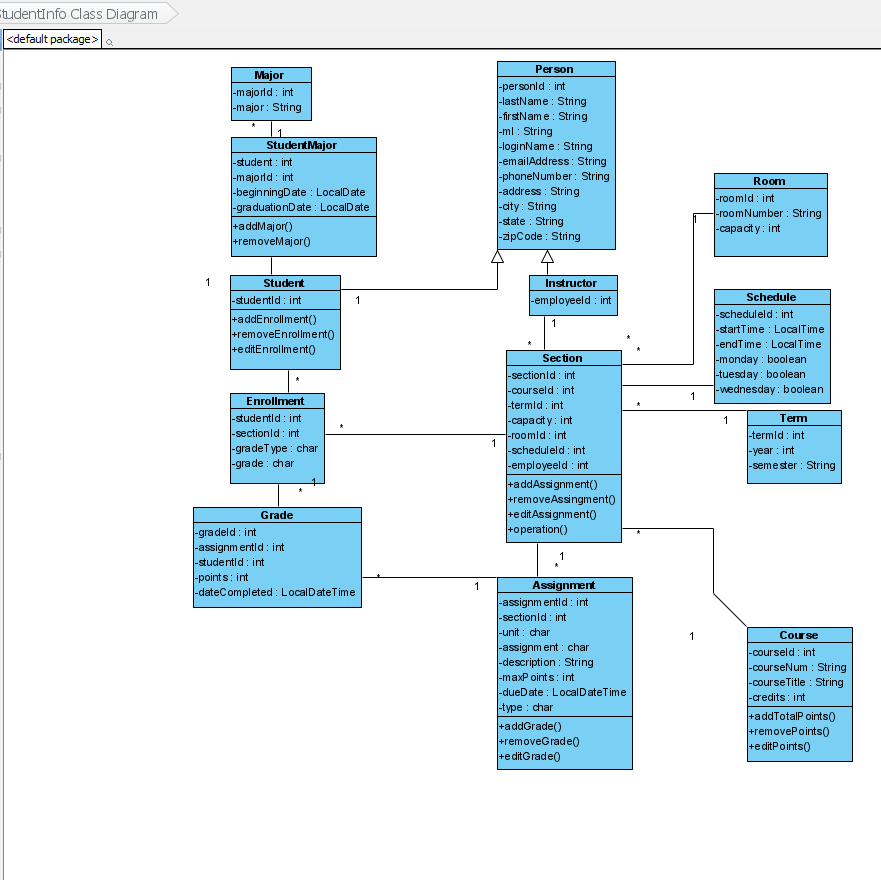 StudentInfo Class Diagram
<default package>
Major
-majorId : int
-major : String
*
1
StudentMajor
-student : int
-majorId : int
-beginningDate : LocalDate
-graduationDate : LocalDate
+addMajor()
+removeMajor()
1
Student
-studentId : int
+addEnrollment()
+removeEnrollment()
+editEnrollment()
1
*
Enrollment
-studentId : int
-sectionId : int
-gradeType : char
-grade : char
*
1
1
*
Grade
-gradeId : int
-assignmentId : int
-studentId : int
-points : int
-dateCompleted : LocalDateTime
*
1
Person
-personId : int
-lastName : String
-firstName : String
-mI : String
-loginName : String
-emailAddress : String
-phoneNumber : String
-address : String
-city : String
-state : String
-zipCode : String
Instructor
-employeeId : int
1
*
Section
-sectionId : int
-courseId : int
-termId : int
-capacity : int
-roomId : int
-scheduleId : int
-employeeId : int
+addAssignment()
+removeAssingment()
+editAssignment()
+operation()
1
*
Assignment
-assignmentId : int
-sectionId : int
-unit : char
-assignment : char
-description : String
-maxPoints : int
-dueDate : LocalDateTime
-type : char
+addGrade()
+removeGrade()
+editGrade()
Room
-roomId : int
-roomNumber : String
-capacity : int
1
*
*
Schedule
-scheduleId : int
-startTime : LocalTime
-endTime : LocalTime
-monday : boolean
-tuesday : boolean
-wednesday : boolean
1
*
1
Term
-termId : int
-year : int
-semester : String
*
1
Course
-courseId : int
-courseNum : String
-courseTitle : String
-credits : int
+addTotalPoints()
+removePoints()
+editPoints()